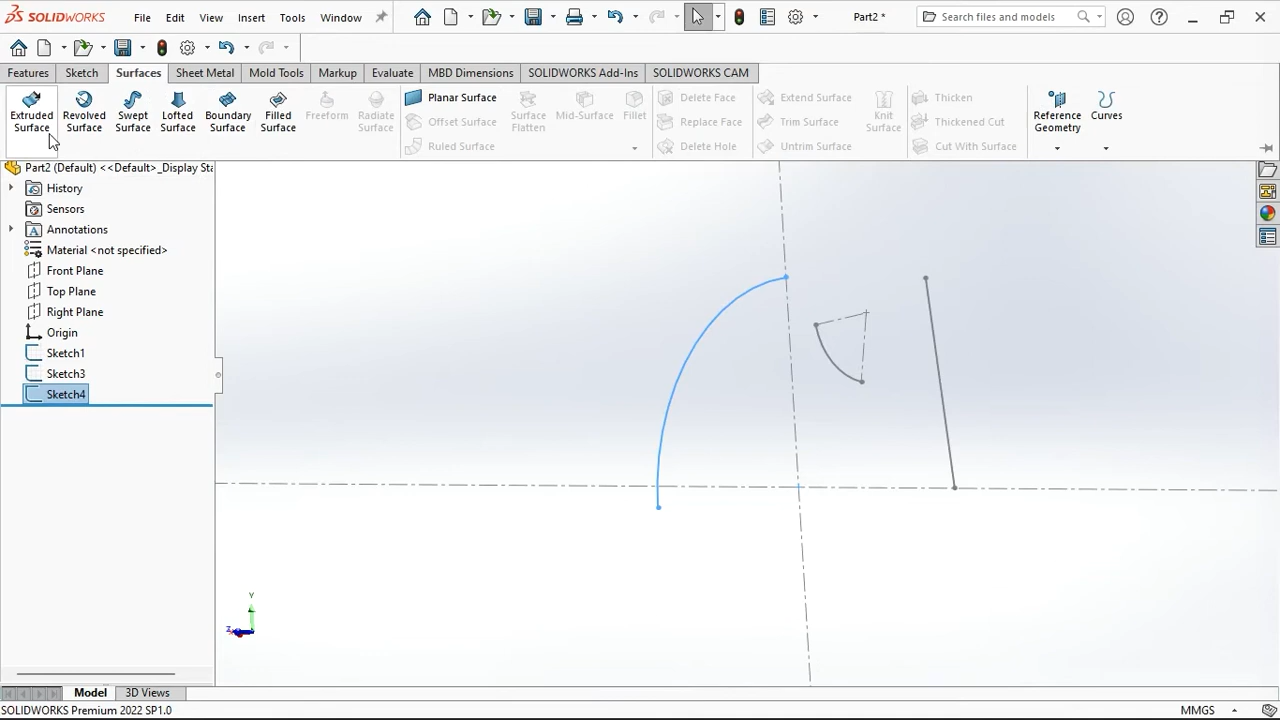 SOLIDWORKS
File
Edit
View
Insert
Tools
Window
Part2 *
Search files and models
Features
Sketch
Surfaces
Sheet Metal
Mold Tools
Markup
Evaluate
MBD Dimensions
SOLIDWORKS Add-Ins
SOLIDWORKS CAM
Extruded Surface
Revolved Surface
Swept Surface
Lofted Surface
Boundary Surface
Filled Surface
Freeform
Radiate Surface
Planar Surface
Offset Surface
Ruled Surface
Surface Flatten
Mid-Surface
Fillet
Delete Face
Replace Face
Delete Hole
Extend Surface
Trim Surface
Untrim Surface
Knit Surface
Thicken
Thickened Cut
Cut With Surface
Reference Geometry
Curves
Part2 (Default) <<Default>_Display Sta
History
Sensors
Annotations
Material <not specified>
Front Plane
Top Plane
Right Plane
Origin
Sketch1
Sketch3
Sketch4
Y
Z
Model
3D Views
SOLIDWORKS Premium 2022 SP1.0
MMGS